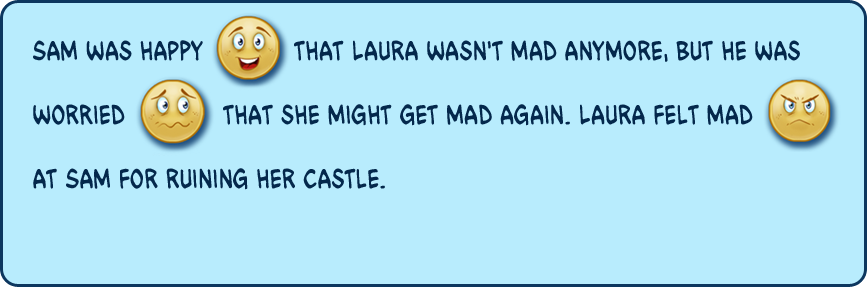 SAM WAS HAPPY THAT LAURA WASN'T MAD ANYMORE, BUT HE WAS
WORRIED THAT SHE MIGHT GET MAD AGAIN. LAURA FELT MAD
AT SAM FOR RUINING HER CASTLE.